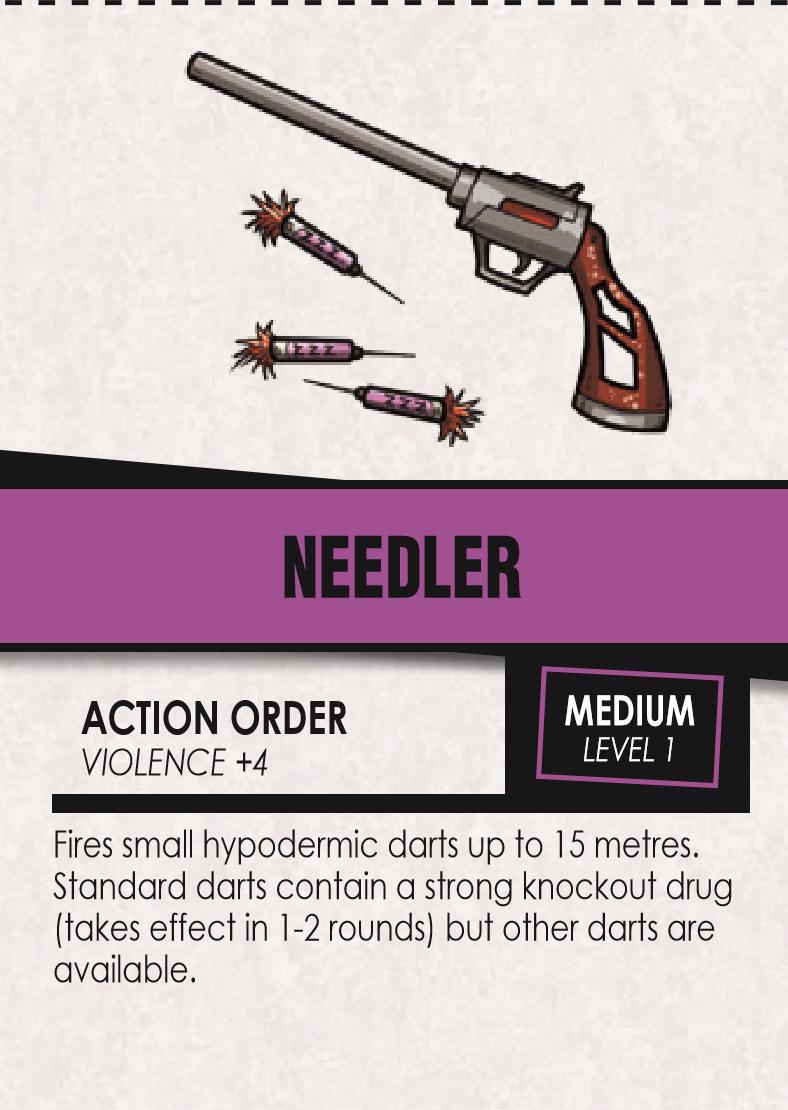 NEEDLER
ACTION ORDER
VIOLENCE +4
MEDIUM
LEVEL 1
Fires small hypodermic darts up to 15 metres.
Standard darts contain a strong knockout drug
(takes effect in 1-2 rounds) but other darts are
available.